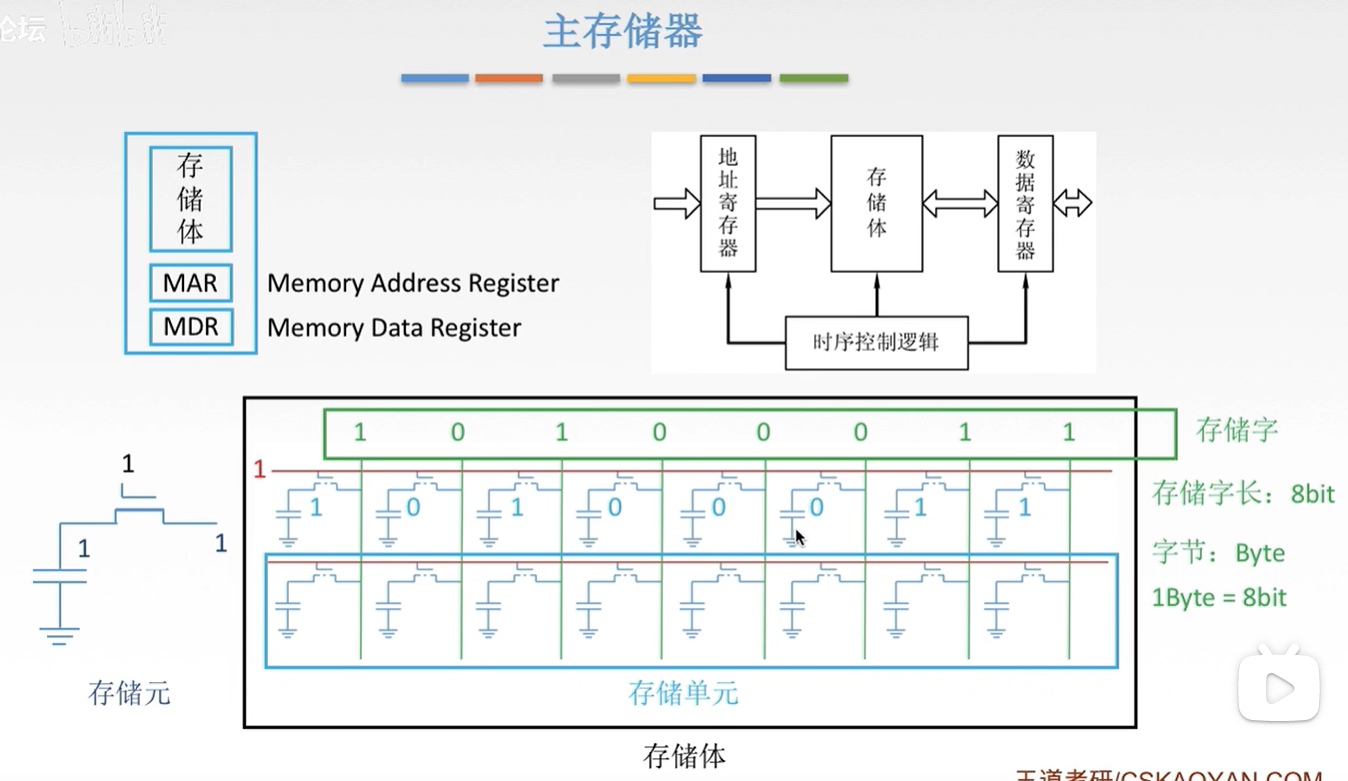 论坛 bilibili
主存储器
存储体
MAR
Memory Address Register
MDR
Memory Data Register
地址寄存器
存储体
数据寄存器
时序控制逻辑
1 0 1 0 0 0 1 1
存储字
1
1 0 1 0 0 0 1 1
存储字长：8bit
字节：Byte
1Byte = 8bit
1
1
1
存储元
存储单元
存储体
王道考研/CSKAOYAN.COM